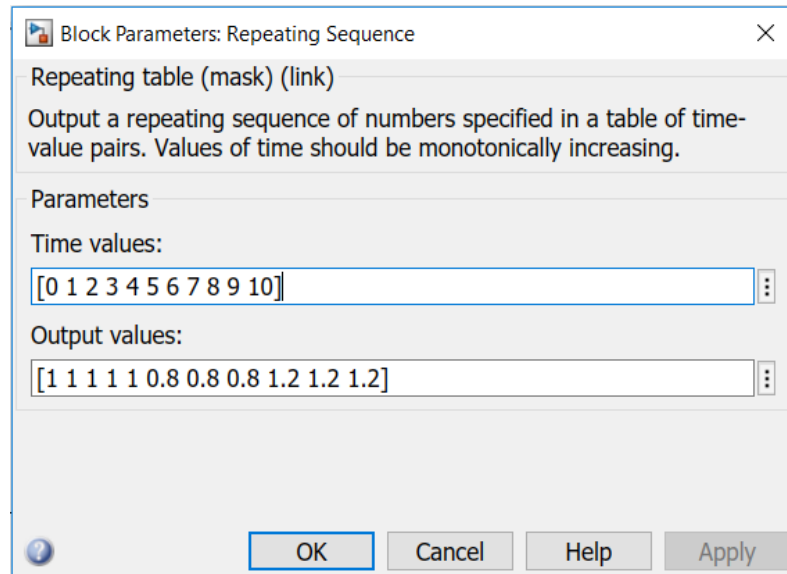 Block Parameters: Repeating Sequence
Repeating table (mask) (link)
Output a repeating sequence of numbers specified in a table of time-
value pairs. Values of time should be monotonically increasing.
Parameters
Time values:
[0 1 2 3 4 5 6 7 8 9 10]
Output values:
[1 1 1 1 1 0.8 0.8 0.8 1.2 1.2 1.2]
OK Cancel Help Apply